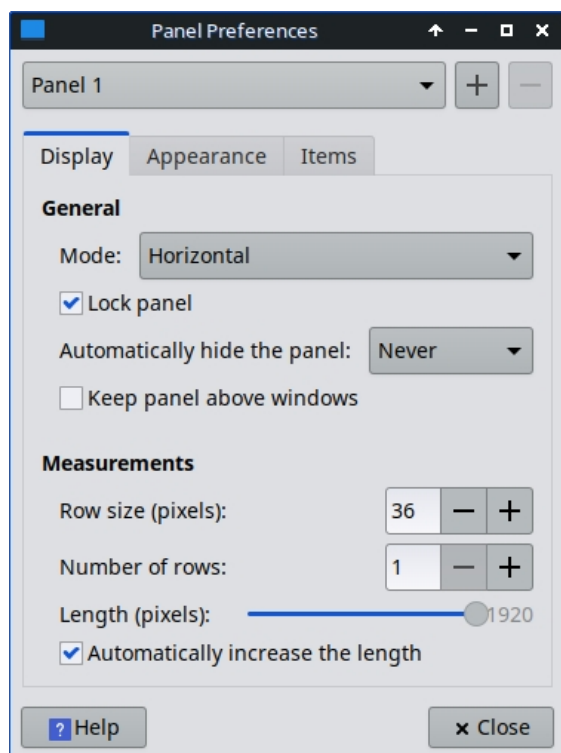 Panel Preferences
Panel 1
Display Appearance Items
General
Mode: Horizontal
Lock panel
Automatically hide the panel: Never
Keep panel above windows
Measurements
Row size (pixels): 36
Number of rows: 1
Length (pixels): 1920
Automatically increase the length
? Help × Close